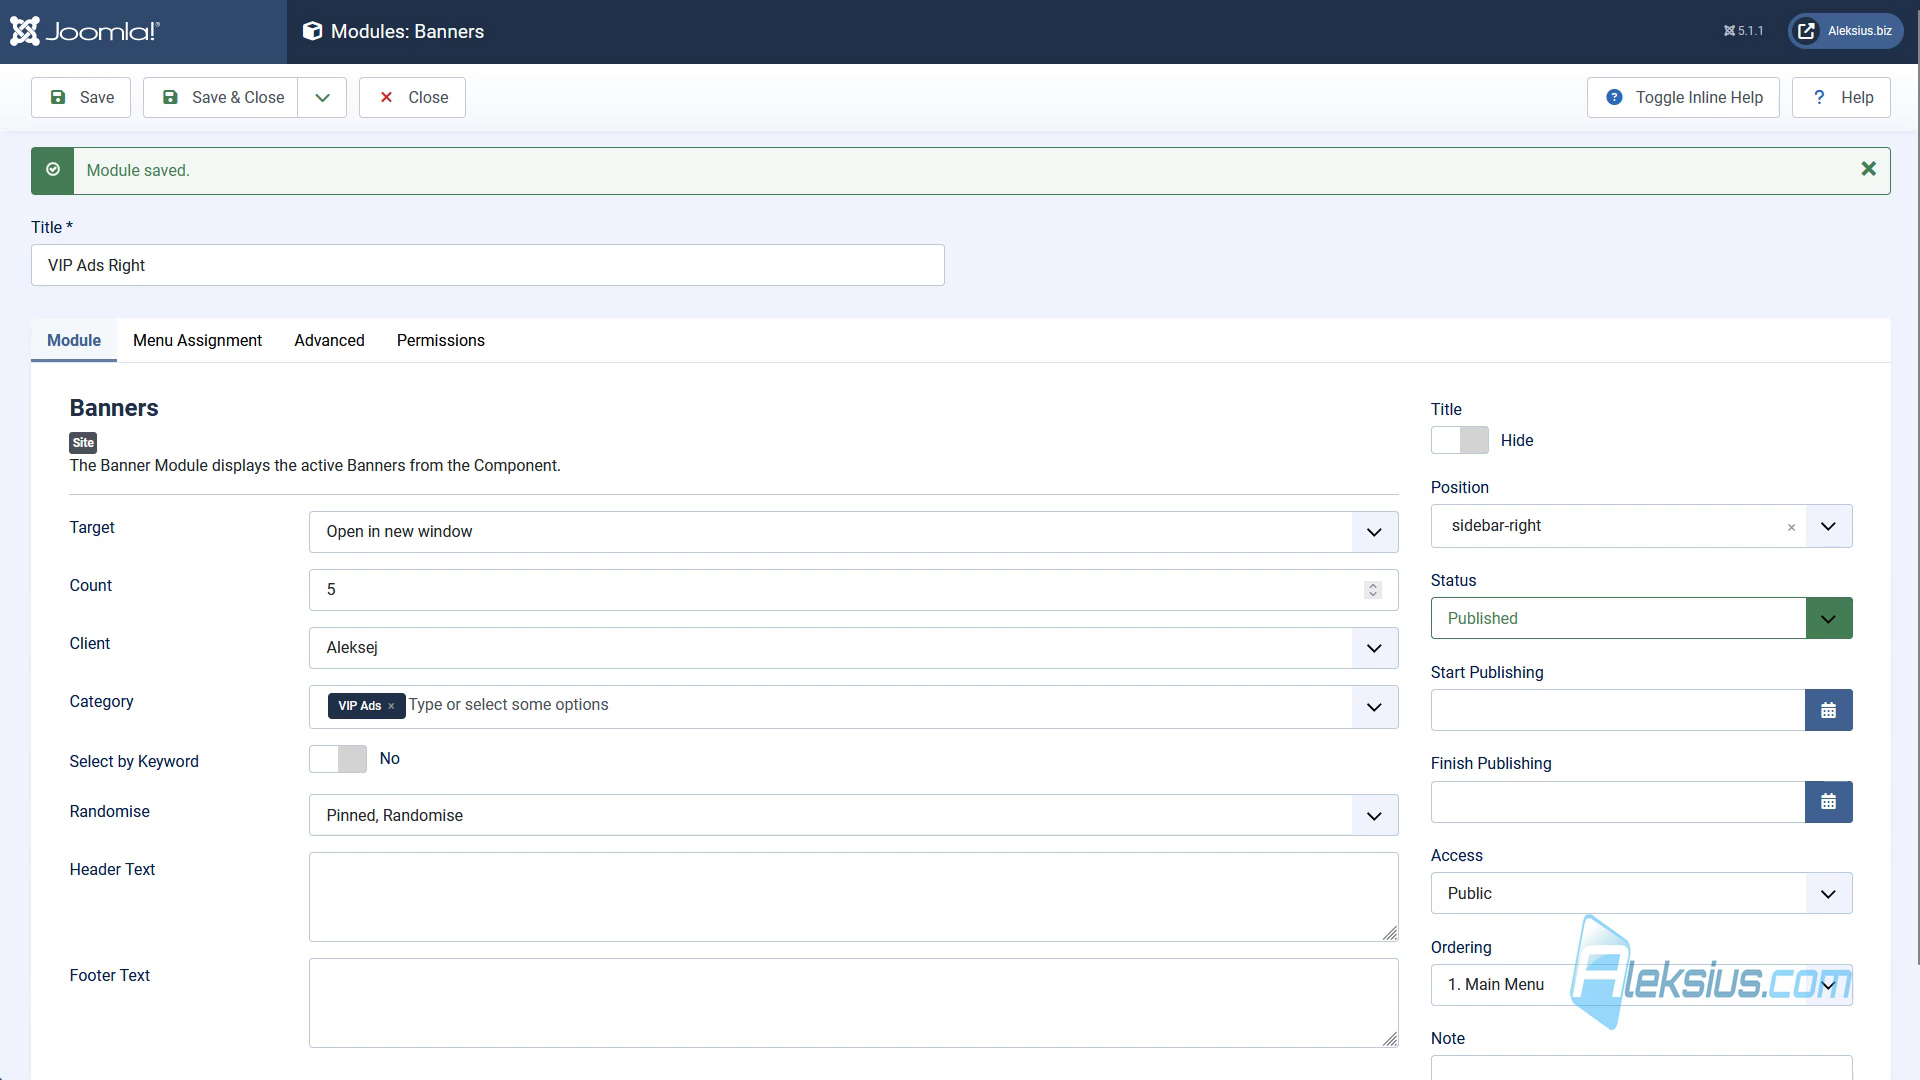 Joomla!®
Modules: Banners
5.1.1
Aleksius.biz
Save
Save & Close
Close
Toggle Inline Help
? Help
Module saved.
Title *
VIP Ads Right
Module
Menu Assignment
Advanced
Permissions
Banners
Site
The Banner Module displays the active Banners from the Component.
Target
Open in new window
Count
5
Client
Aleksej
Category
VIP Ads × Type or select some options
Select by Keyword
No
Randomise
Pinned, Randomise
Header Text
Footer Text
Title
Hide
Position
sidebar-right ×
Status
Published
Start Publishing
Finish Publishing
Access
Public
Ordering
1. Main Menu
Aleksius.com
Note